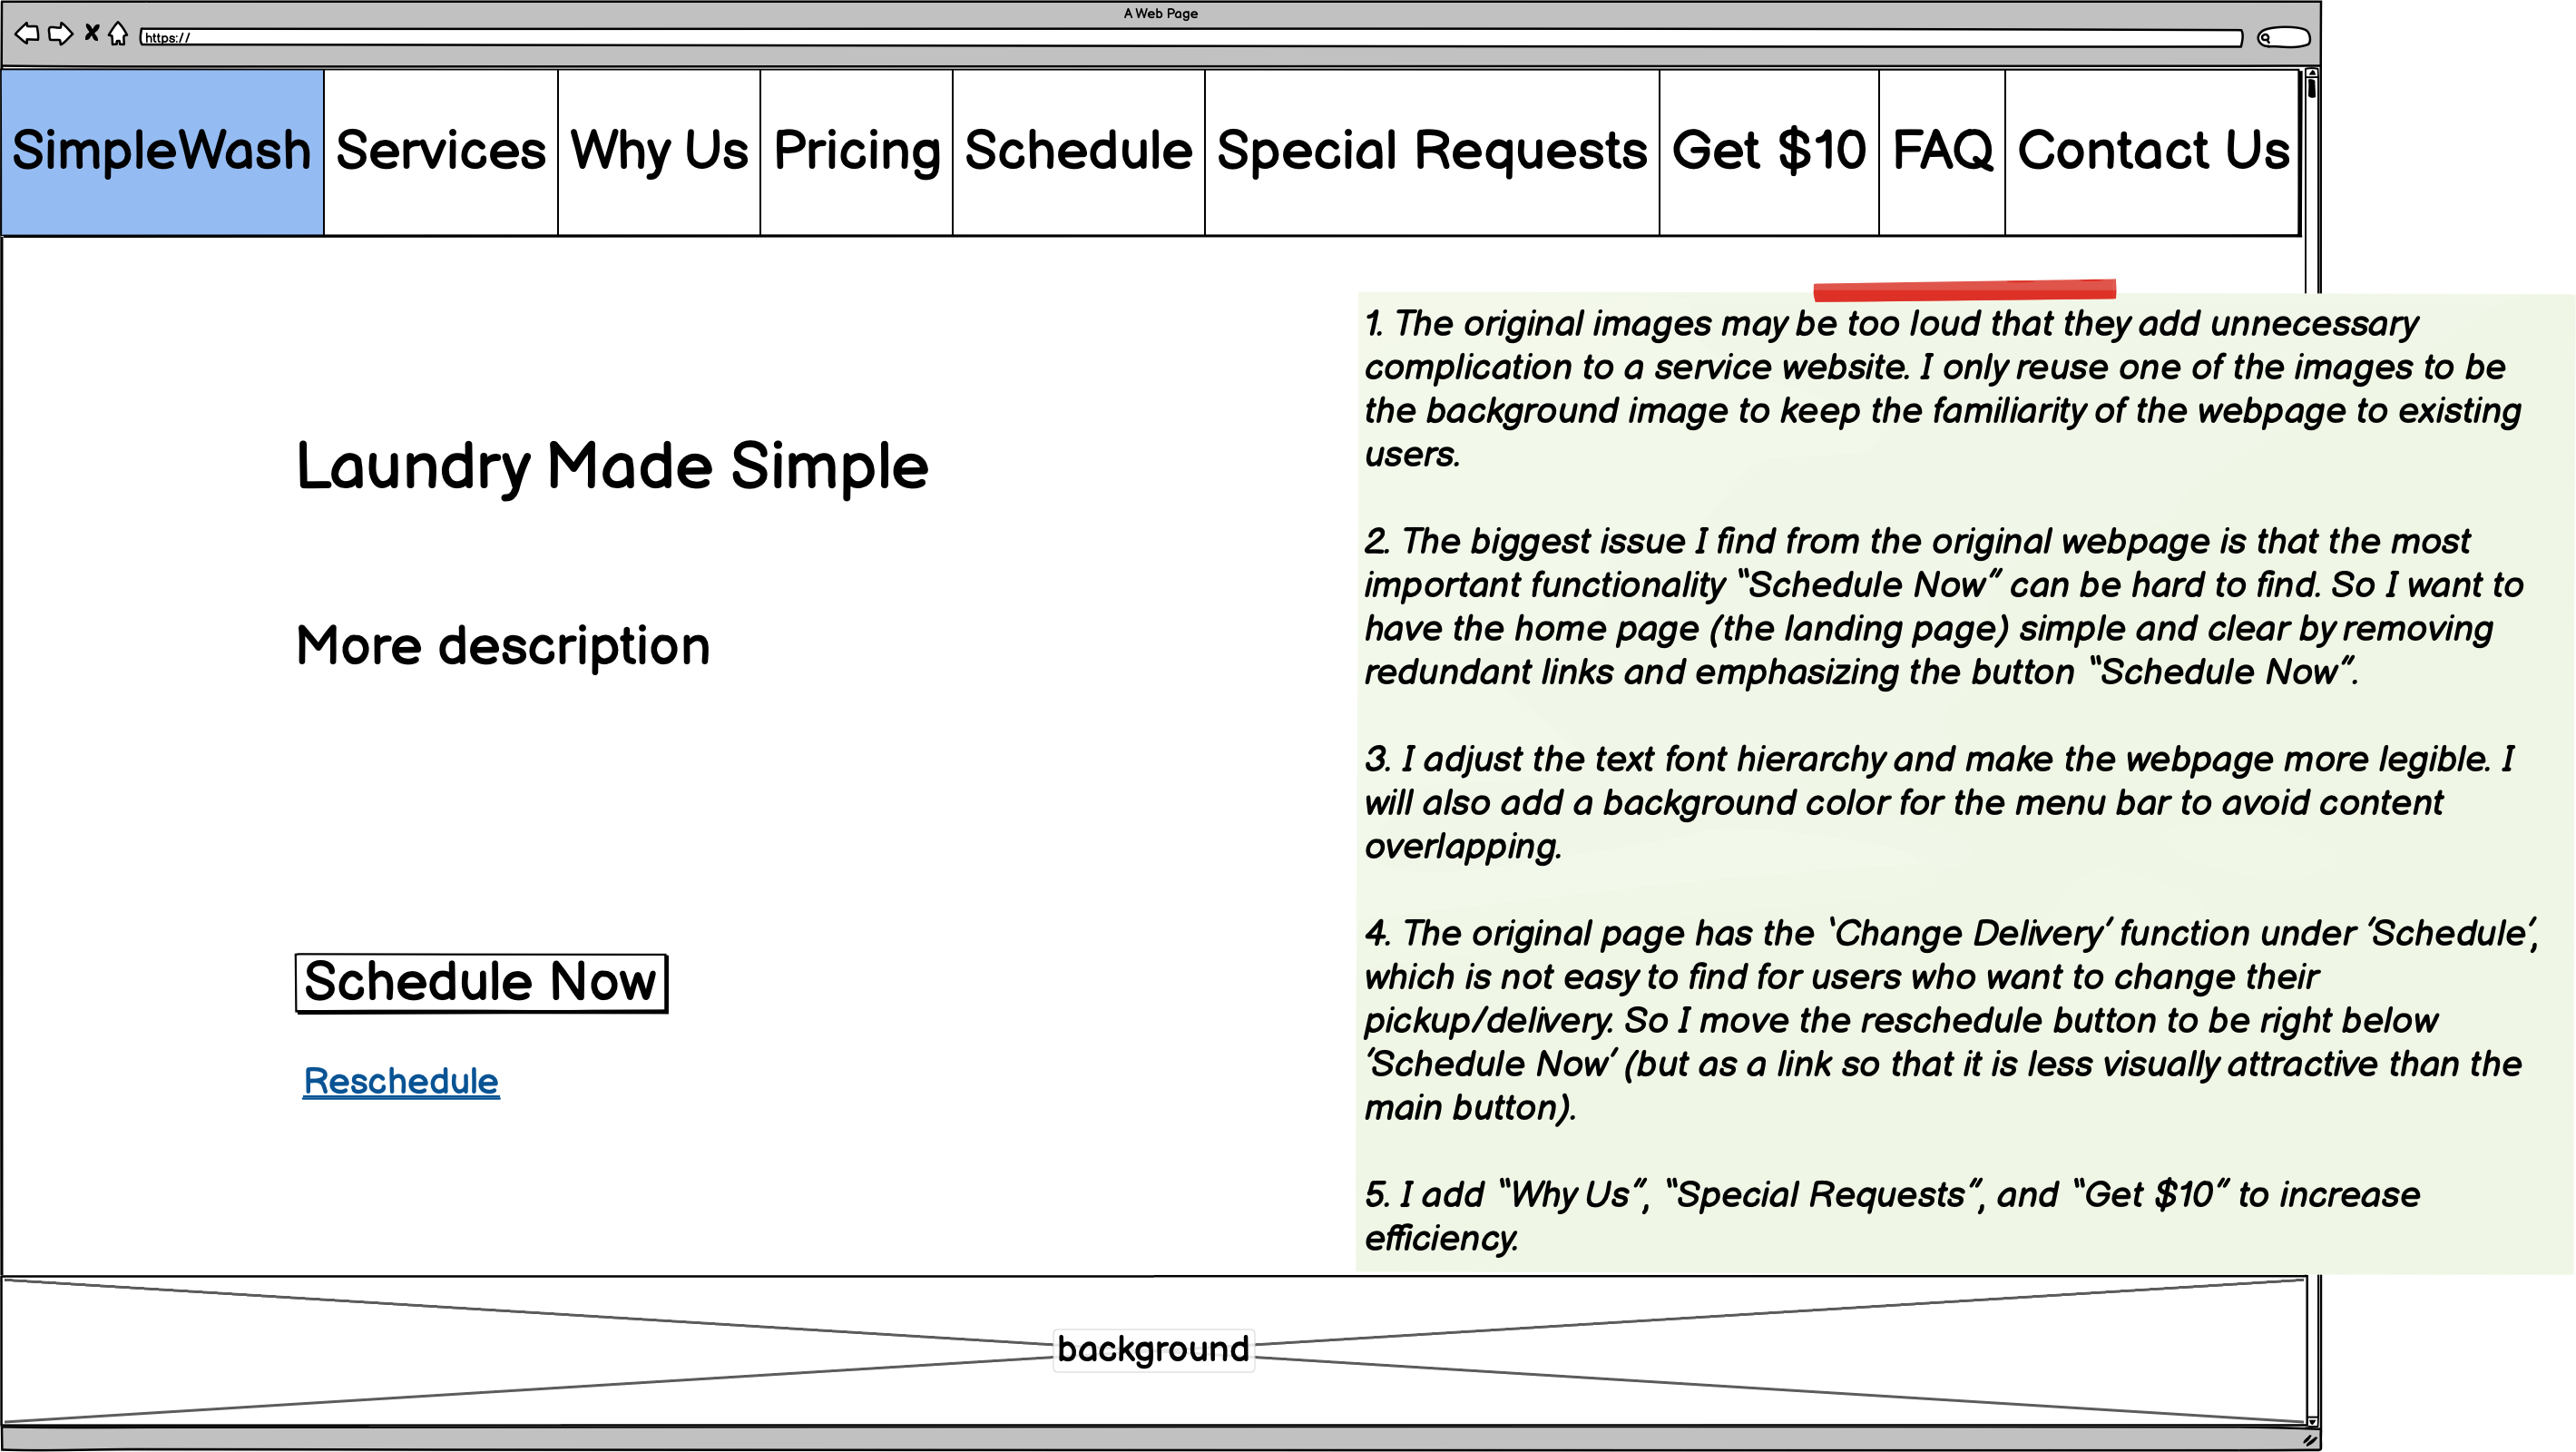 A Web Page
https://
SimpleWash Services Why Us Pricing Schedule Special Requests Get $10 FAQ Contact Us
Laundry Made Simple
More description
Schedule Now
Reschedule
1. The original images may be too loud that they add unnecessary
complication to a service website. I only reuse one of the images to be
the background image to keep the familiarity of the webpage to existing
users.
2. The biggest issue I find from the original webpage is that the most
important functionality “Schedule Now” can be hard to find. So I want to
have the home page (the landing page) simple and clear by removing
redundant links and emphasizing the button “Schedule Now”.
3. I adjust the text font hierarchy and make the webpage more legible. I
will also add a background color for the menu bar to avoid content
overlapping.
4. The original page has the ‘Change Delivery’ function under ’Schedule’,
which is not easy to find for users who want to change their
pickup/delivery. So I move the reschedule button to be right below
’Schedule Now’ (but as a link so that it is less visually attractive than the
main button).
5. I add “Why Us”, “Special Requests”, and “Get $10” to increase
efficiency.
background